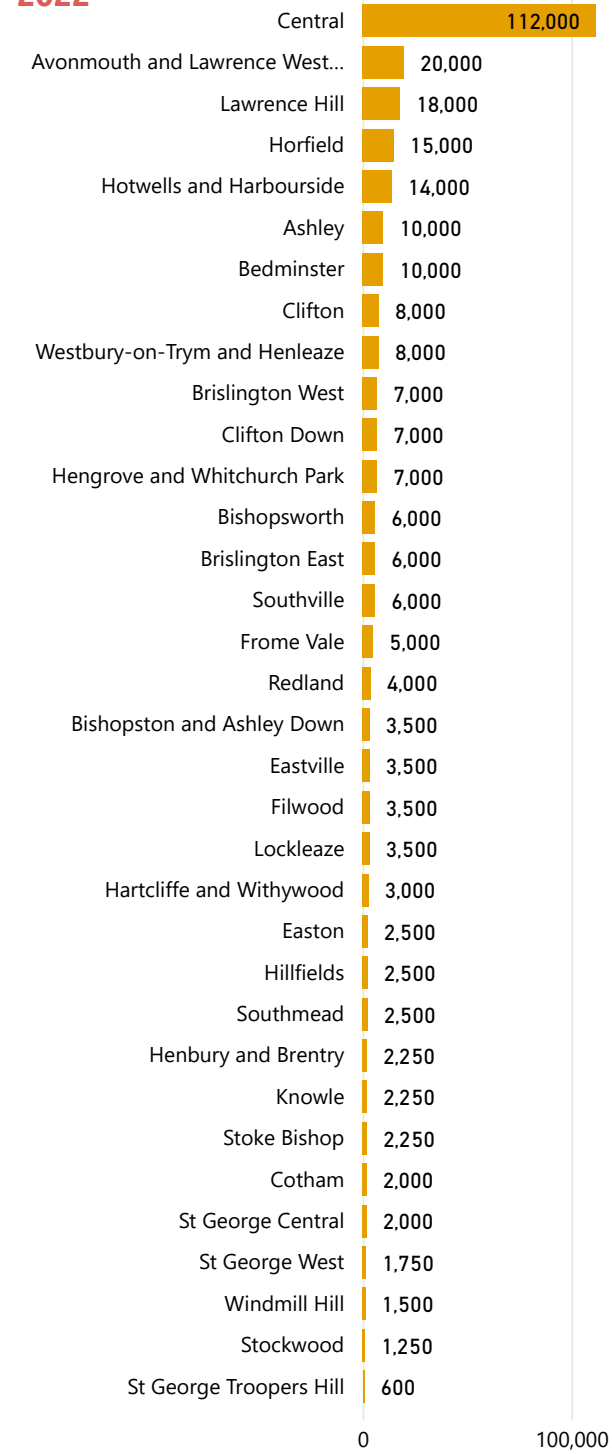 2022
Central 112,000
Avonmouth and Lawrence West... 20,000
Lawrence Hill 18,000
Horfield 15,000
Hotwells and Harbourside 14,000
Ashley 10,000
Bedminster 10,000
Clifton 8,000
Westbury-on-Trym and Henleaze 8,000
Brislington West 7,000
Clifton Down 7,000
Hengrove and Whitchurch Park 7,000
Bishopsworth 6,000
Brislington East 6,000
Southville 6,000
Frome Vale 5,000
Redland 4,000
Bishopston and Ashley Down 3,500
Eastville 3,500
Filwood 3,500
Lockleaze 3,500
Hartcliffe and Withywood 3,000
Easton 2,500
Hillfields 2,500
Southmead 2,500
Henbury and Brentry 2,250
Knowle 2,250
Stoke Bishop 2,250
Cotham 2,000
St George Central 2,000
St George West 1,750
Windmill Hill 1,500
Stockwood 1,250
St George Troopers Hill 600
0 100,000